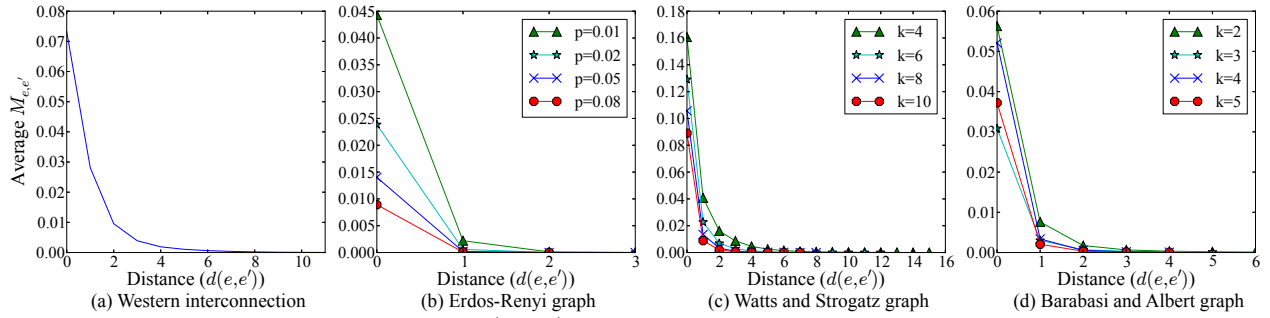 Average M_{e,e'}
0.08
0.07
0.06
0.05
0.04
0.03
0.02
0.01
0.00
0 2 4 6 8 10
Distance (d(e,e'))
(a) Western interconnection
0.045
0.040
0.035
0.030
0.025
0.020
0.015
0.010
0.005
0.000
0 1 2 3
p=0.01
p=0.02
p=0.05
p=0.08
Distance (d(e,e'))
(b) Erdos-Renyi graph
0.18
0.16
0.14
0.12
0.10
0.08
0.06
0.04
0.02
0.00
0 2 4 6 8 10 12 14 16
k=4
k=6
k=8
k=10
Distance (d(e,e'))
(c) Watts and Strogatz graph
0.06
0.05
0.04
0.03
0.02
0.01
0.00
0 1 2 3 4 5 6
k=2
k=3
k=4
k=5
Distance (d(e,e'))
(d) Barabasi and Albert graph